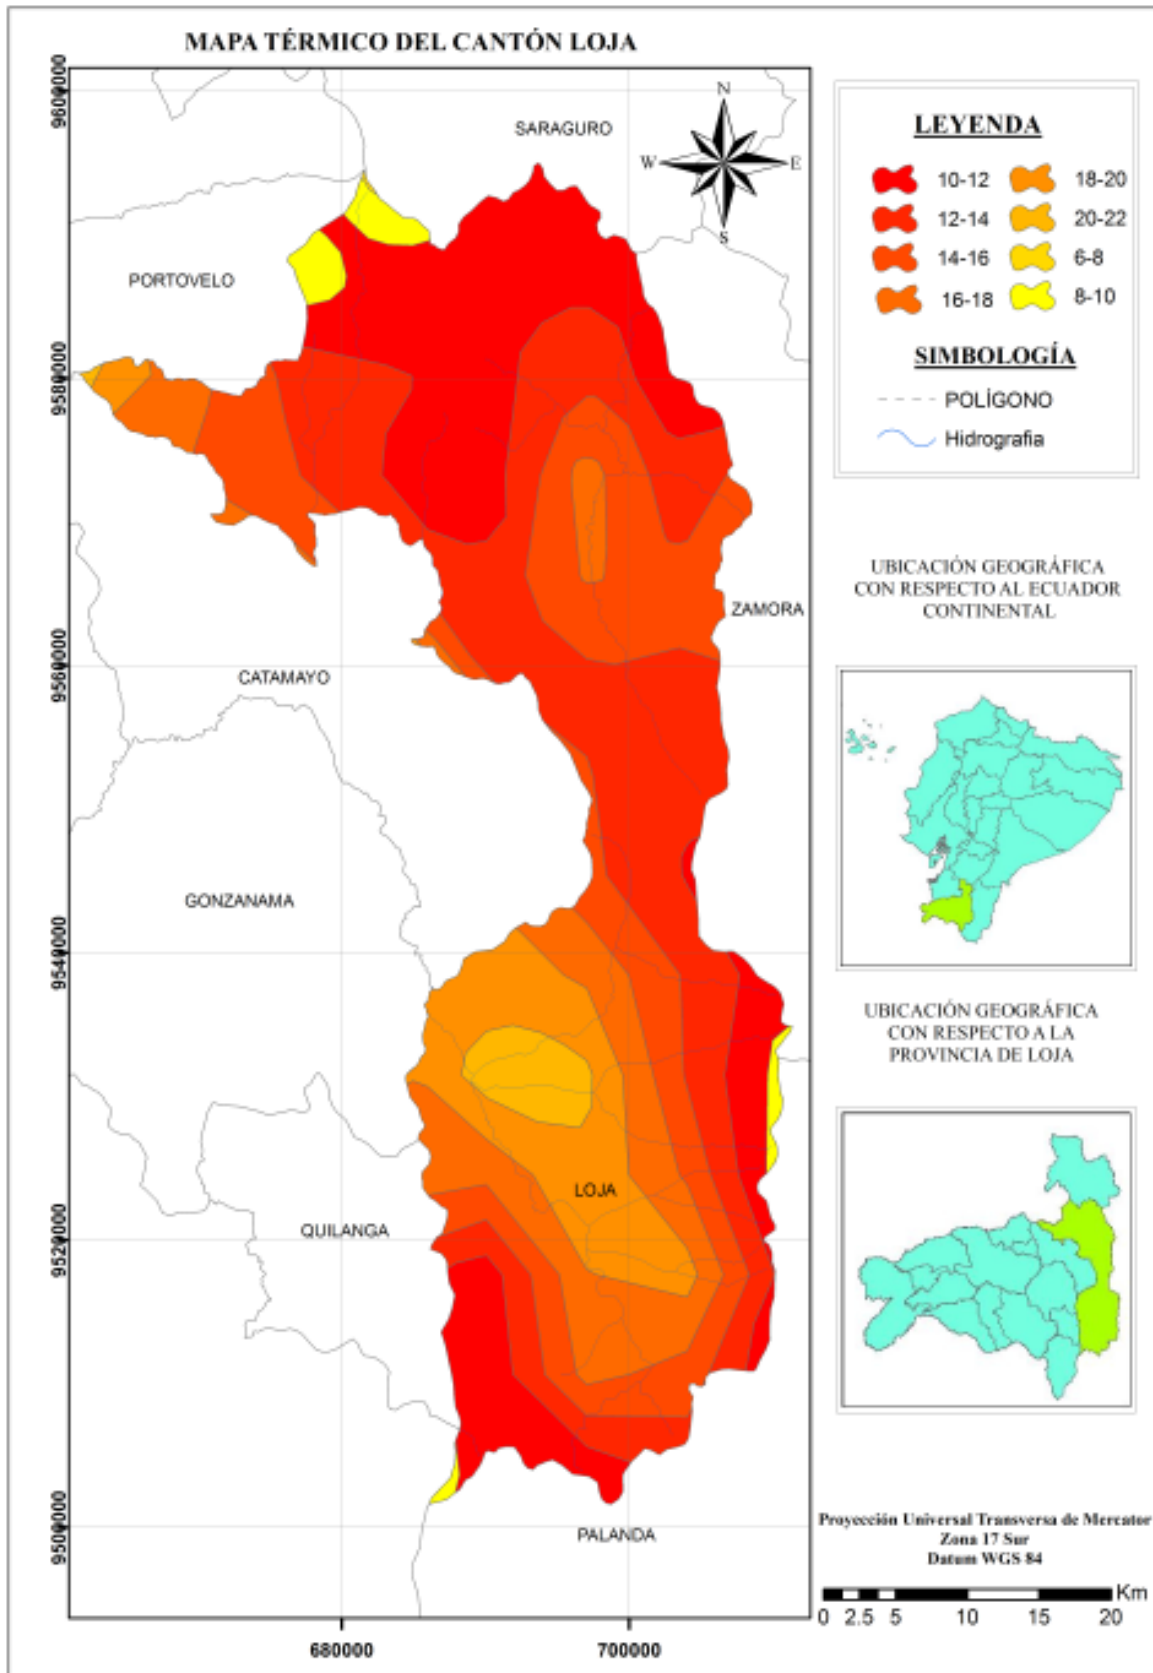 MAPA TÉRMICO DEL CANTÓN LOJA
9600000
9580000
9560000
9540000
9520000
9500000
680000
700000
N
W
E
S
SARAGURO
PORTOVELO
ZAMORA
CATAMAYO
GONZANAMA
LOJA
QUILANGA
PALANDA
LEYENDA
10-12
18-20
12-14
20-22
14-16
6-8
16-18
8-10
SIMBOLOGÍA
POLÍGONO
Hidrografia
UBICACIÓN GEOGRÁFICA
CON RESPECTO AL ECUADOR
CONTINENTAL
UBICACIÓN GEOGRÁFICA
CON RESPECTO A LA
PROVINCIA DE LOJA
Proyección Universal Transversa de Mercator
Zona 17 Sur
Datum WGS 84
Km
0 2.5 5 10 15 20